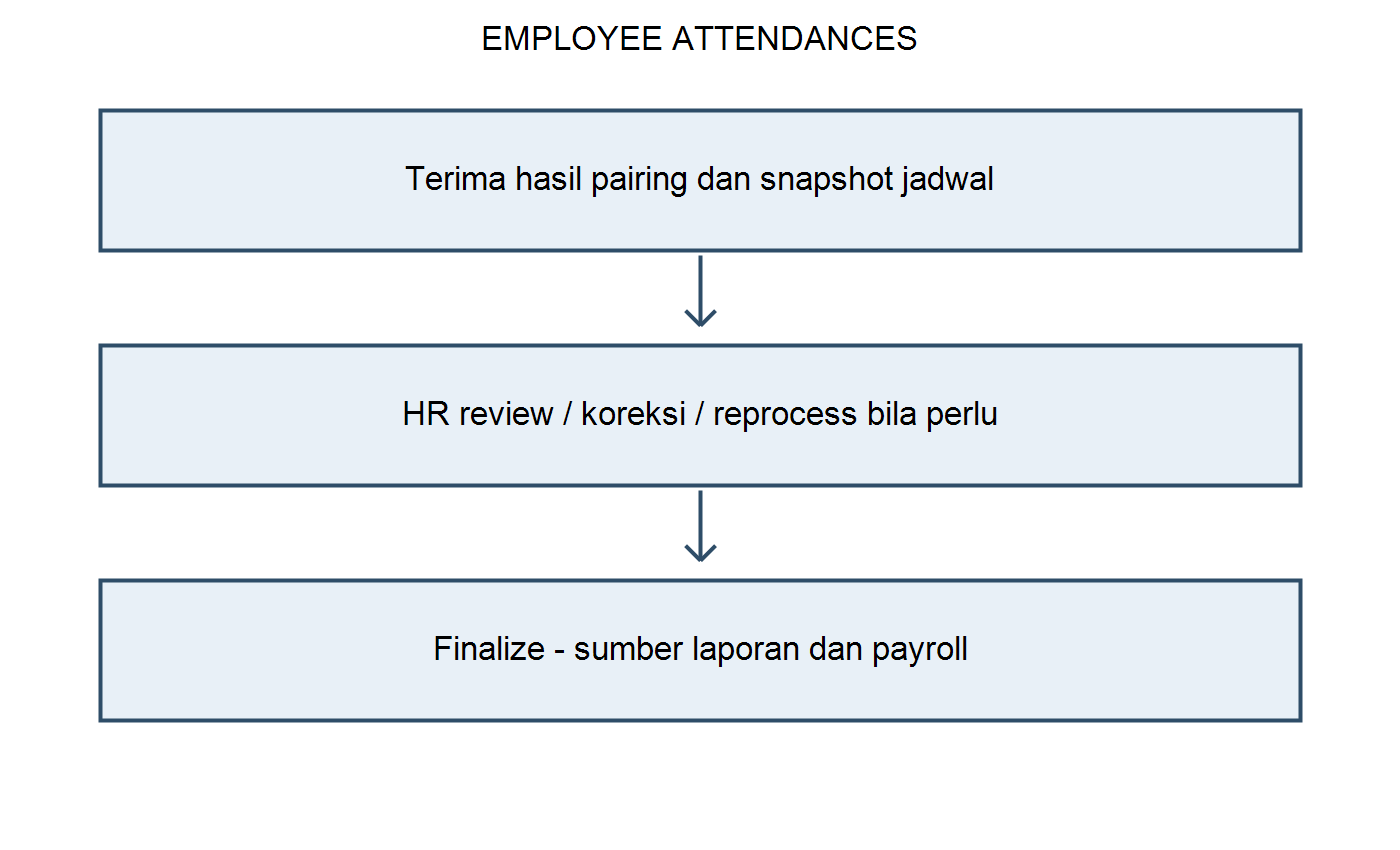 EMPLOYEE ATTENDANCES
Terima hasil pairing dan snapshot jadwal
HR review / koreksi / reprocess bila perlu
Finalize - sumber laporan dan payroll